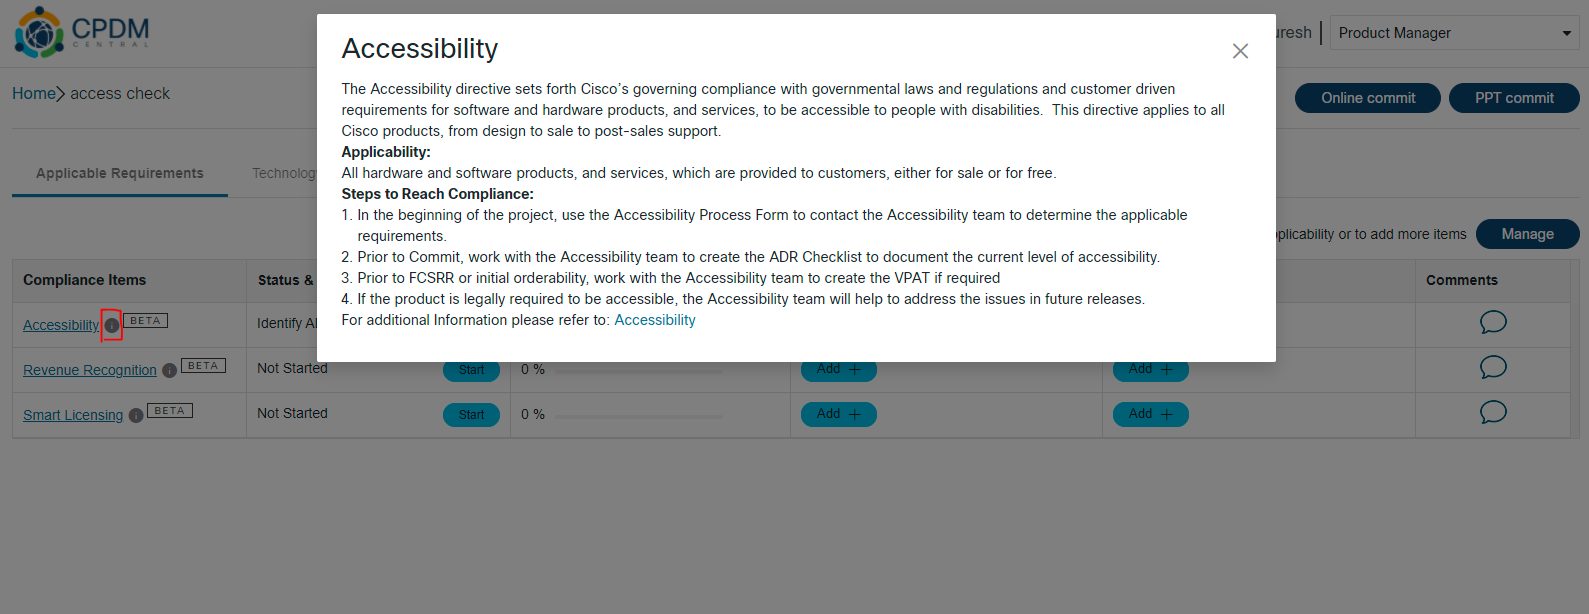 CPDM
CENTRAL
Product Manager
Home> access check
Online commit
PPT commit
Applicable Requirements
Accessibility
The Accessibility directive sets forth Cisco's governing compliance with governmental laws and regulations and customer driven
requirements for software and hardware products, and services, to be accessible to people with disabilities. This directive applies to all
Cisco products, from design to sale to post-sales support.
Applicability:
All hardware and software products, and services, which are provided to customers, either for sale or for free.
Steps to Reach Compliance:
1. In the beginning of the project, use the Accessibility Process Form to contact the Accessibility team to determine the applicable
requirements.
2. Prior to Commit, work with the Accessibility team to create the ADR Checklist to document the current level of accessibility.
3. Prior to FCSRR or initial orderability, work with the Accessibility team to create the VPAT if required
4. If the product is legally required to be accessible, the Accessibility team will help to address the issues in future releases.
For additional Information please refer to: Accessibility
or to add more items
Manage
Compliance Items
Status &
Comments
Accessibility i BETA
Identify
Revenue Recognition i BETA
Not Started
Start
0 %
Add +
Add +
Smart Licensing i BETA
Not Started
Start
0 %
Add +
Add +